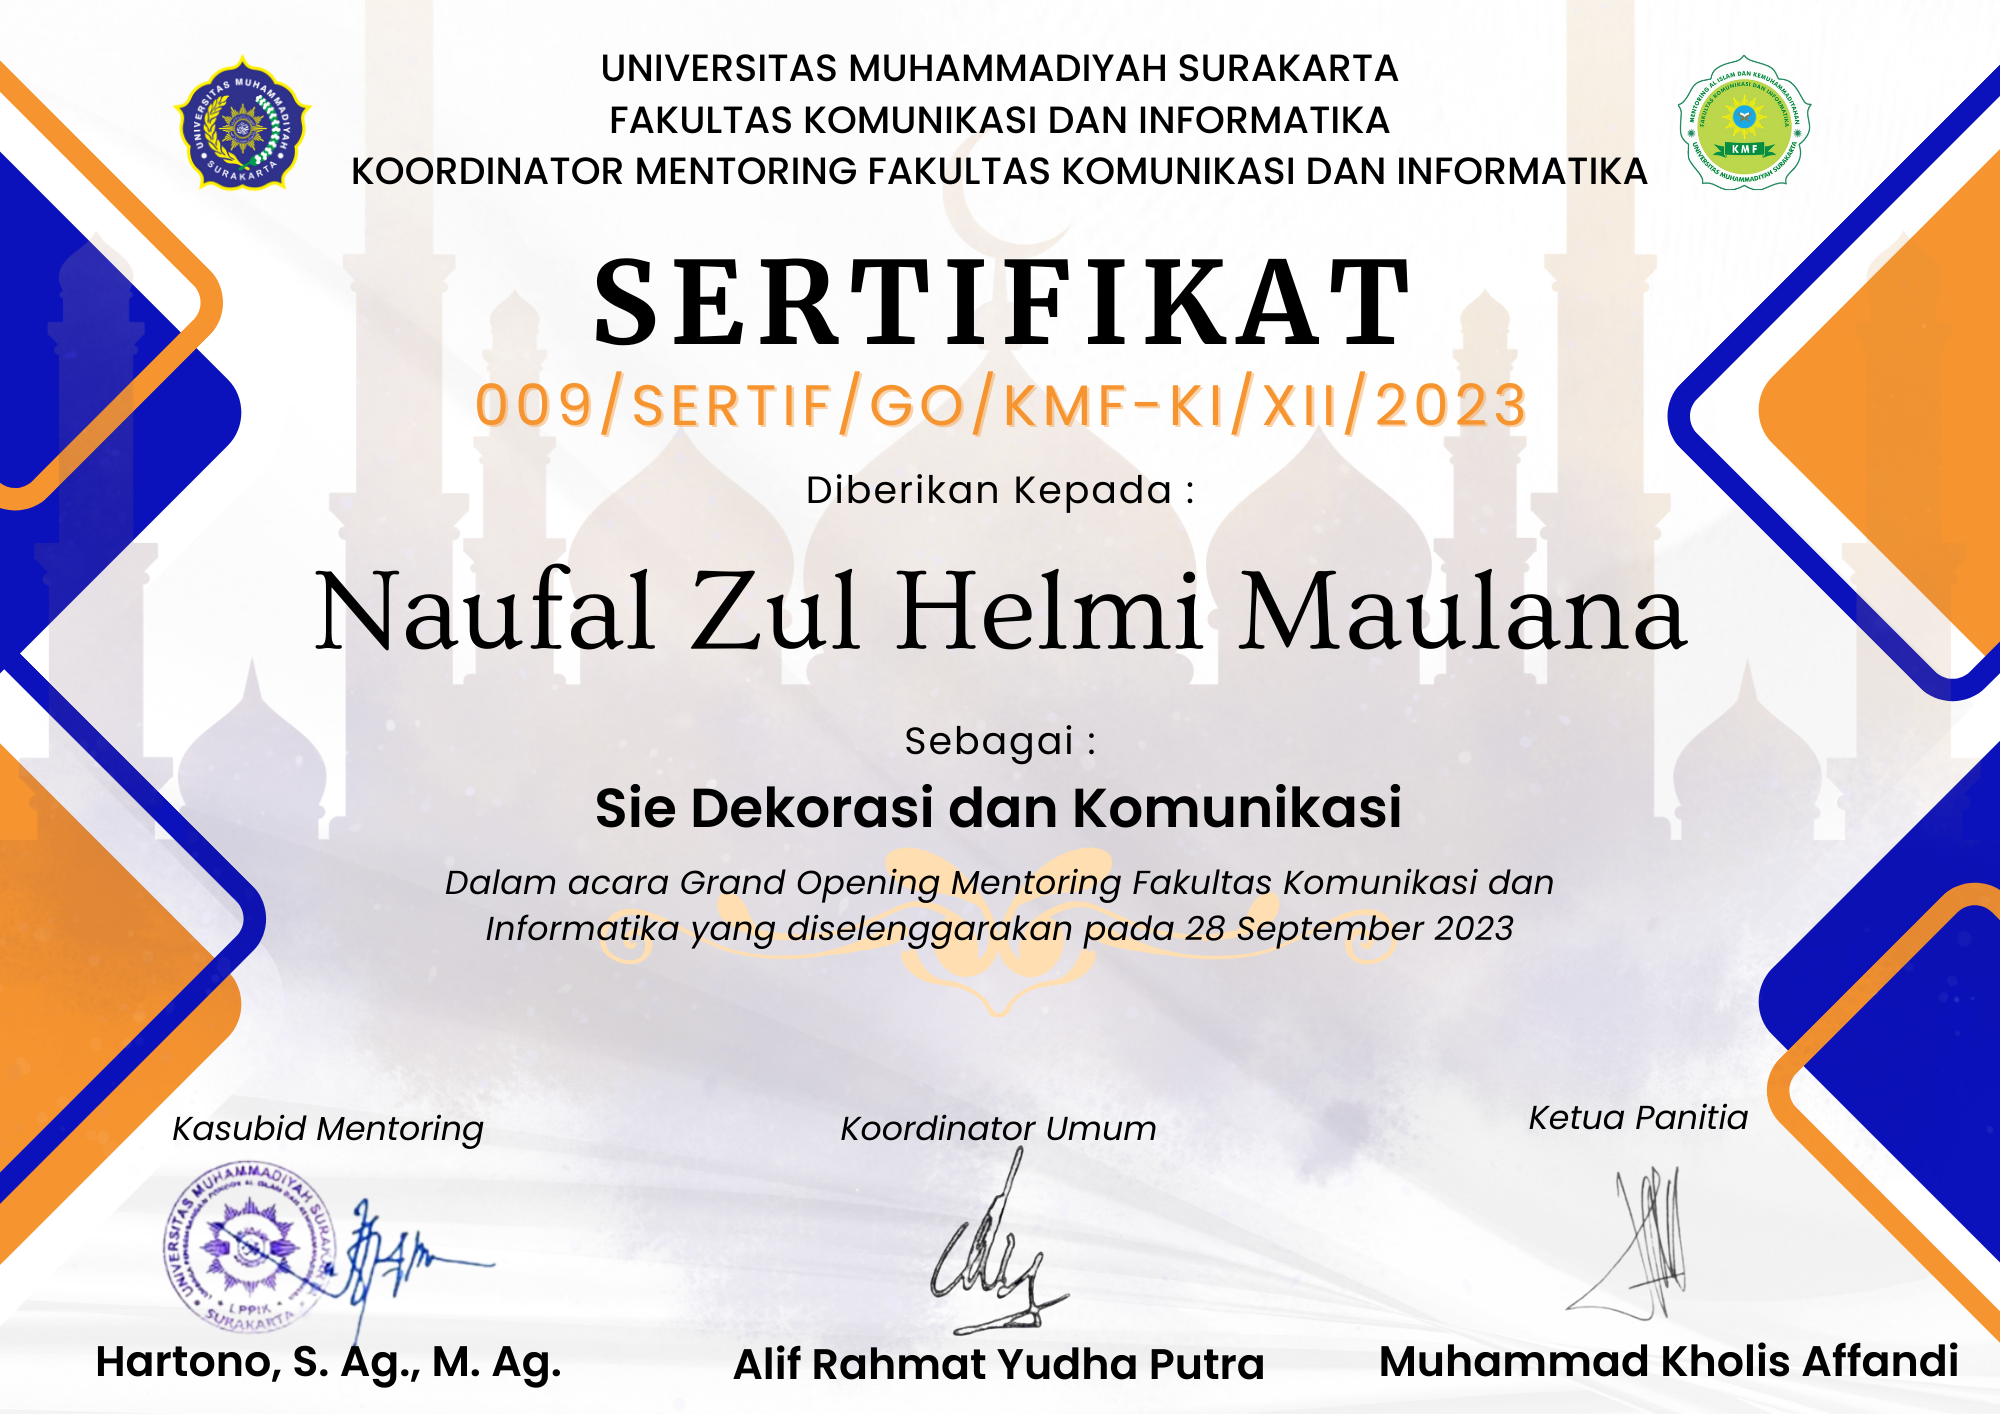 UNIVERSITAS MUHAMMADIYAH SURAKARTA
FAKULTAS KOMUNIKASI DAN INFORMATIKA
KOORDINATOR MENTORING FAKULTAS KOMUNIKASI DAN INFORMATIKA
UNIVERSITAS MUHAMMADIYAH
SURAKARTA
MENTORING AL ISLAM DAN KEMUHAMMADIYAHAN
FAKULTAS KOMUNIKASI DAN INFORMATIKA
KMF
UNIVERSITAS MUHAMMADIYAH SURAKARTA
SERTIFIKAT
009/SERTIF/GO/KMF-KI/XII/2023
Diberikan Kepada :
Naufal Zul Helmi Maulana
Sebagai :
Sie Dekorasi dan Komunikasi
Dalam acara Grand Opening Mentoring Fakultas Komunikasi dan
Informatika yang diselenggarakan pada 28 September 2023
Kasubid Mentoring
Koordinator Umum
Ketua Panitia
UNIVERSITAS MUHAMMADIYAH SURAKARTA
LPPIK
SURAKARTA
Hartono, S. Ag., M. Ag.
Alif Rahmat Yudha Putra
Muhammad Kholis Affandi